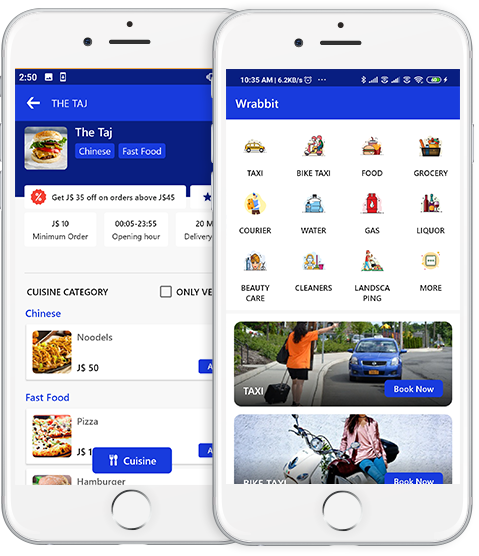 2:50
THE TAJ
The Taj
Chinese Fast Food
Get J$ 35 off on orders above J$45
J$ 10
Minimum Order
00:05-23:55
Opening hour
20 M
Delivery
CUISINE CATEGORY
ONLY VE
Chinese
Noodels
J$ 50
A
Fast Food
Pizza
J$ 1
A
Cuisine
Hamburger
10:35 AM | 6.2KB/s
Wrabbit
TAXI BIKE TAXI FOOD GROCERY
COURIER WATER GAS LIQUOR
BEAUTY CARE
CLEANERS
LANDSCA
PING
MORE
TAXI
Book Now
BIKE TAXI
Book Now